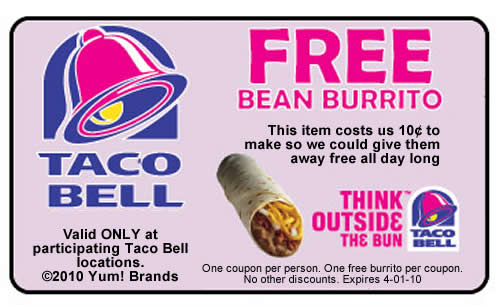 FREE
BEAN BURRITO
This item costs us 10¢ to
make so we could give them
away free all day long
TACO
BELL
Valid ONLY at
participating Taco Bell
locations.
©2010 Yum! Brands
THINK™
OUTSIDE
THE BUN
TACO
BELL
One coupon per person. One free burrito per coupon.
No other discounts. Expires 4-01-10